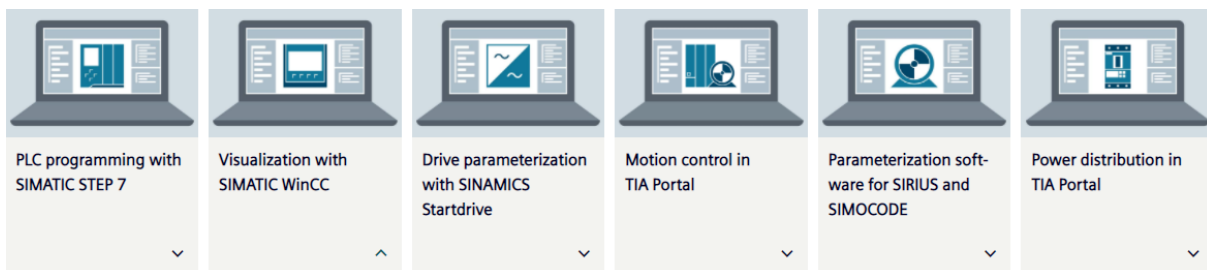 PLC programming with
SIMATIC STEP 7
Visualization with
SIMATIC WinCC
Drive parameterization
with SINAMICS
Startdrive
Motion control in
TIA Portal
Parameterization soft-
ware for SIRIUS and
SIMOCODE
Power distribution in
TIA Portal